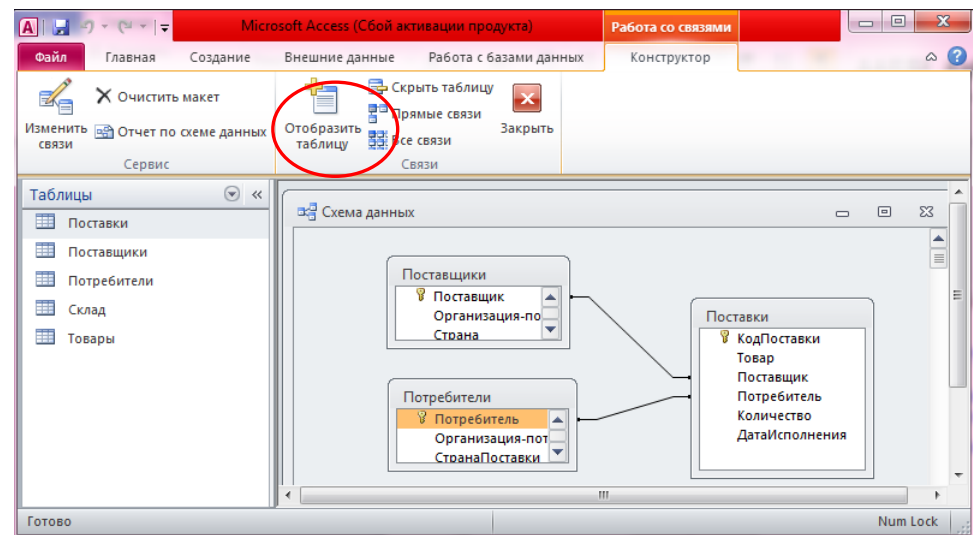 Microsoft Access (Сбой активации продукта)
Работа со связями
Файл
Главная
Создание
Внешние данные
Работа с базами данных
Конструктор
Изменить связи
Очистить макет
Отчет по схеме данных
Сервис
Отобразить таблицу
Скрыть таблицу
Прямые связи
Все связи
Закрыть
Связи
Таблицы
Поставки
Поставщики
Потребители
Склад
Товары
Схема данных
Поставщики
Поставщик
Организация-по
Страна
Потребители
Потребитель
Организация-пот
СтранаПоставки
Поставки
КодПоставки
Товар
Поставщик
Потребитель
Количество
ДатаИсполнения
Готово
Num Lock